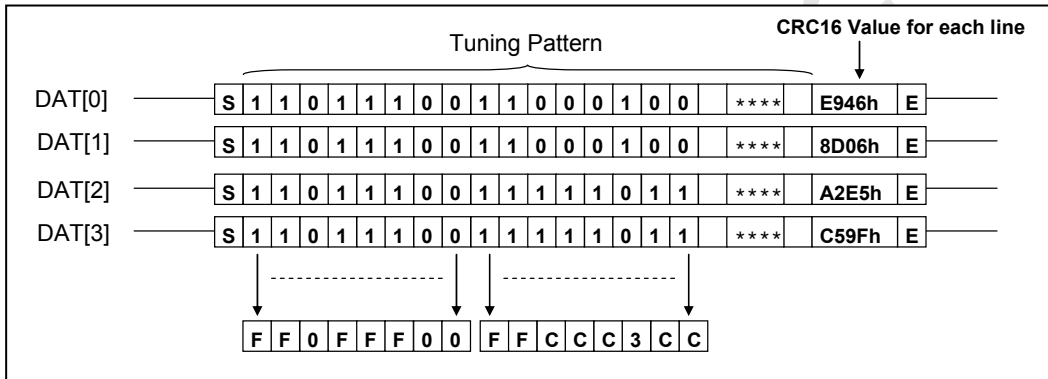 CRC16 Value for each line
Tuning Pattern
DAT[0] S 1 1 0 1 1 1 0 0 1 1 0 0 0 1 0 0 **** E946h E
DAT[1] S 1 1 0 1 1 1 0 0 1 1 0 0 0 1 0 0 **** 8D06h E
DAT[2] S 1 1 0 1 1 1 0 0 1 1 1 1 1 0 1 1 **** A2E5h E
DAT[3] S 1 1 0 1 1 1 0 0 1 1 1 1 1 0 1 1 **** C59Fh E
F F 0 F F F 0 0 F F C C C 3 C C